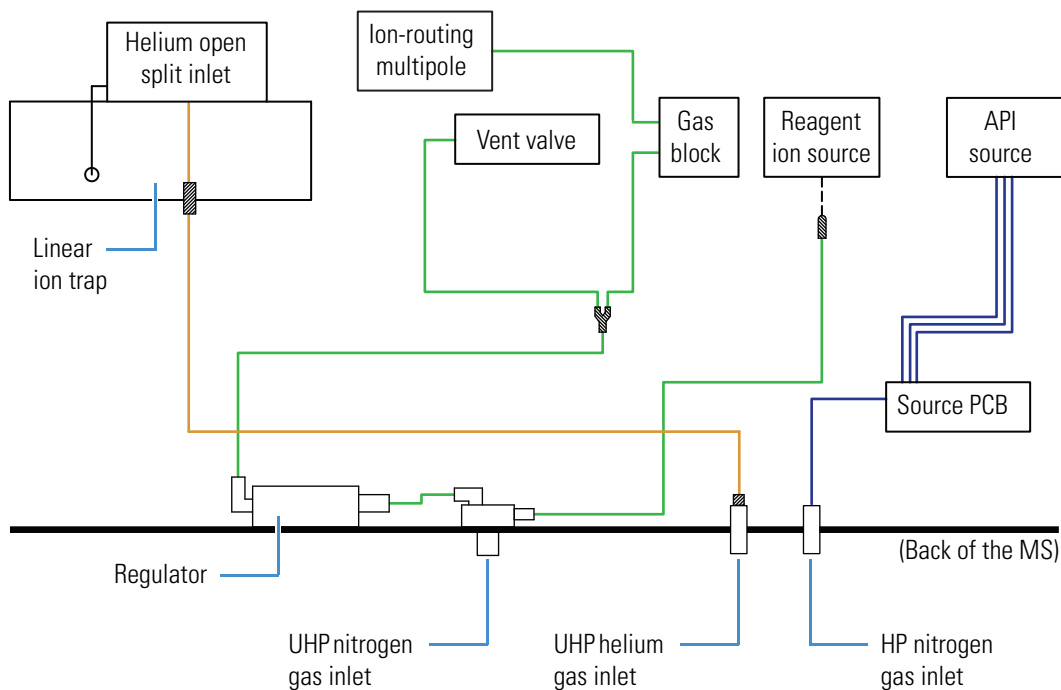 Helium open
split inlet
Ion-routing
multipole
Vent valve
Gas
block
Reagent
ion source
API
source
Linear
ion trap
Source PCB
(Back of the MS)
Regulator
UHP nitrogen
gas inlet
UHP helium
gas inlet
HP nitrogen
gas inlet